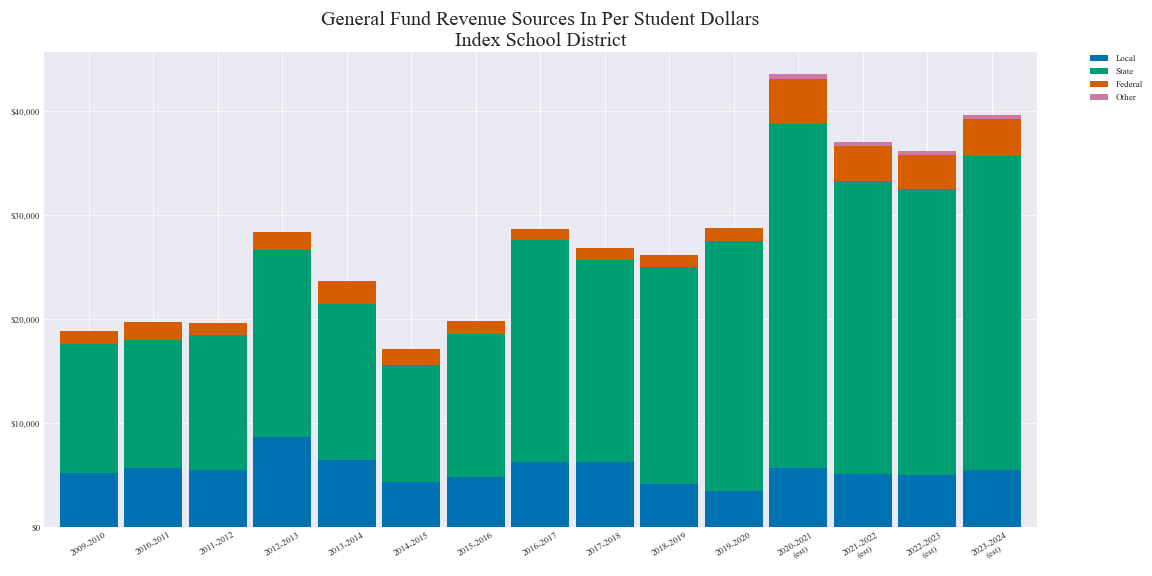 General Fund Revenue Sources In Per Student Dollars
Index School District
Local
State
Federal
Other
$40,000
$30,000
$20,000
$10,000
$0
2009-2010
2010-2011
2011-2012
2012-2013
2013-2014
2014-2015
2015-2016
2016-2017
2017-2018
2018-2019
2019-2020
2020-2021
(est)
2021-2022
(est)
2022-2023
(est)
2023-2024
(est)